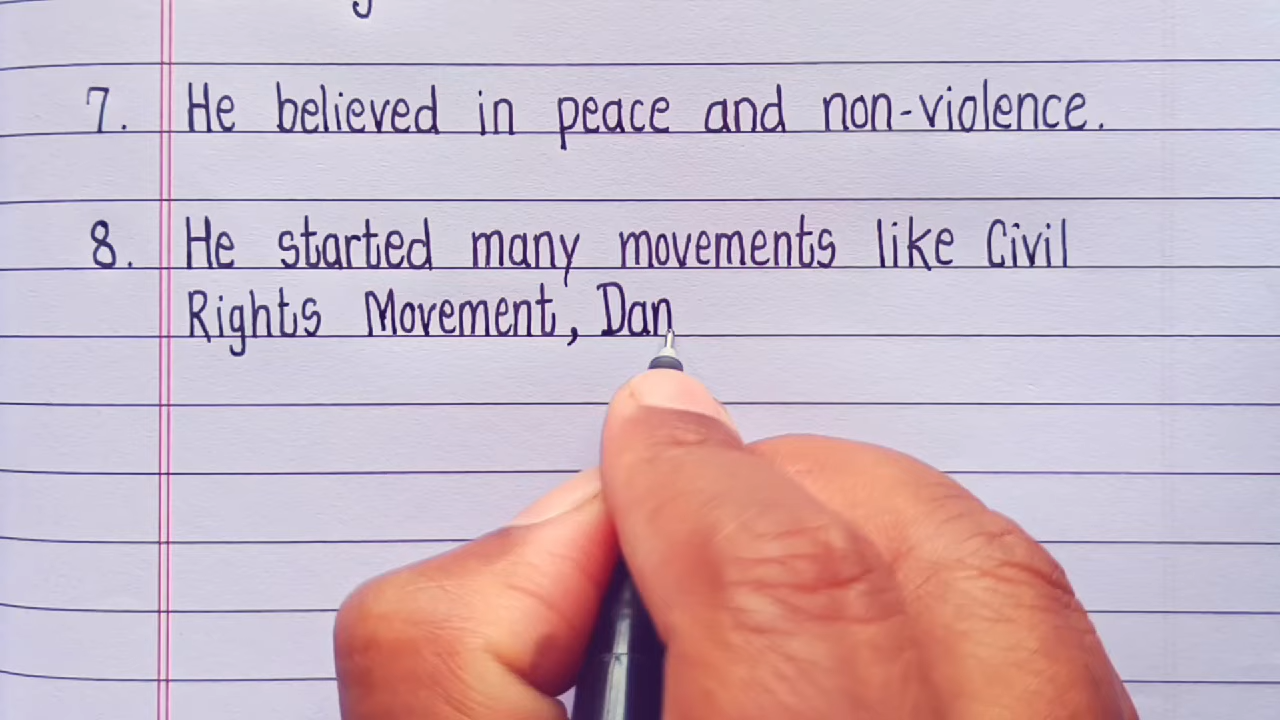 7. He believed in peace and non-violence.
8. He started many movements like Civil
Rights Movement, Dan